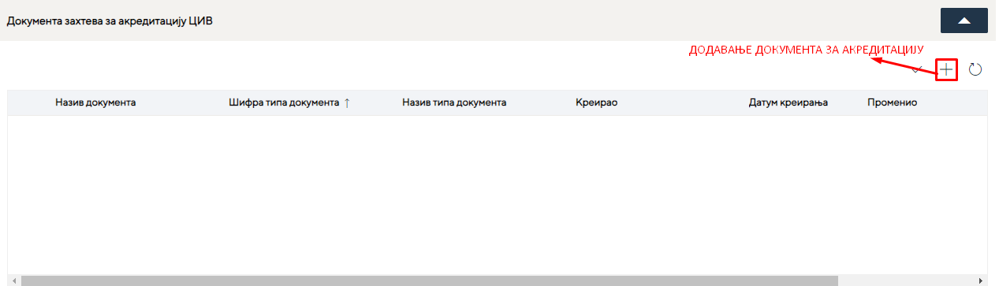 Документа захтева за акредитацију ЦИВ
ДОДАВАЊЕ ДОКУМЕНТА ЗА АКРЕДИТАЦИЈУ
Назив документа Шифра типа документа ↑ Назив типа документа Креирао Датум креирања Променио